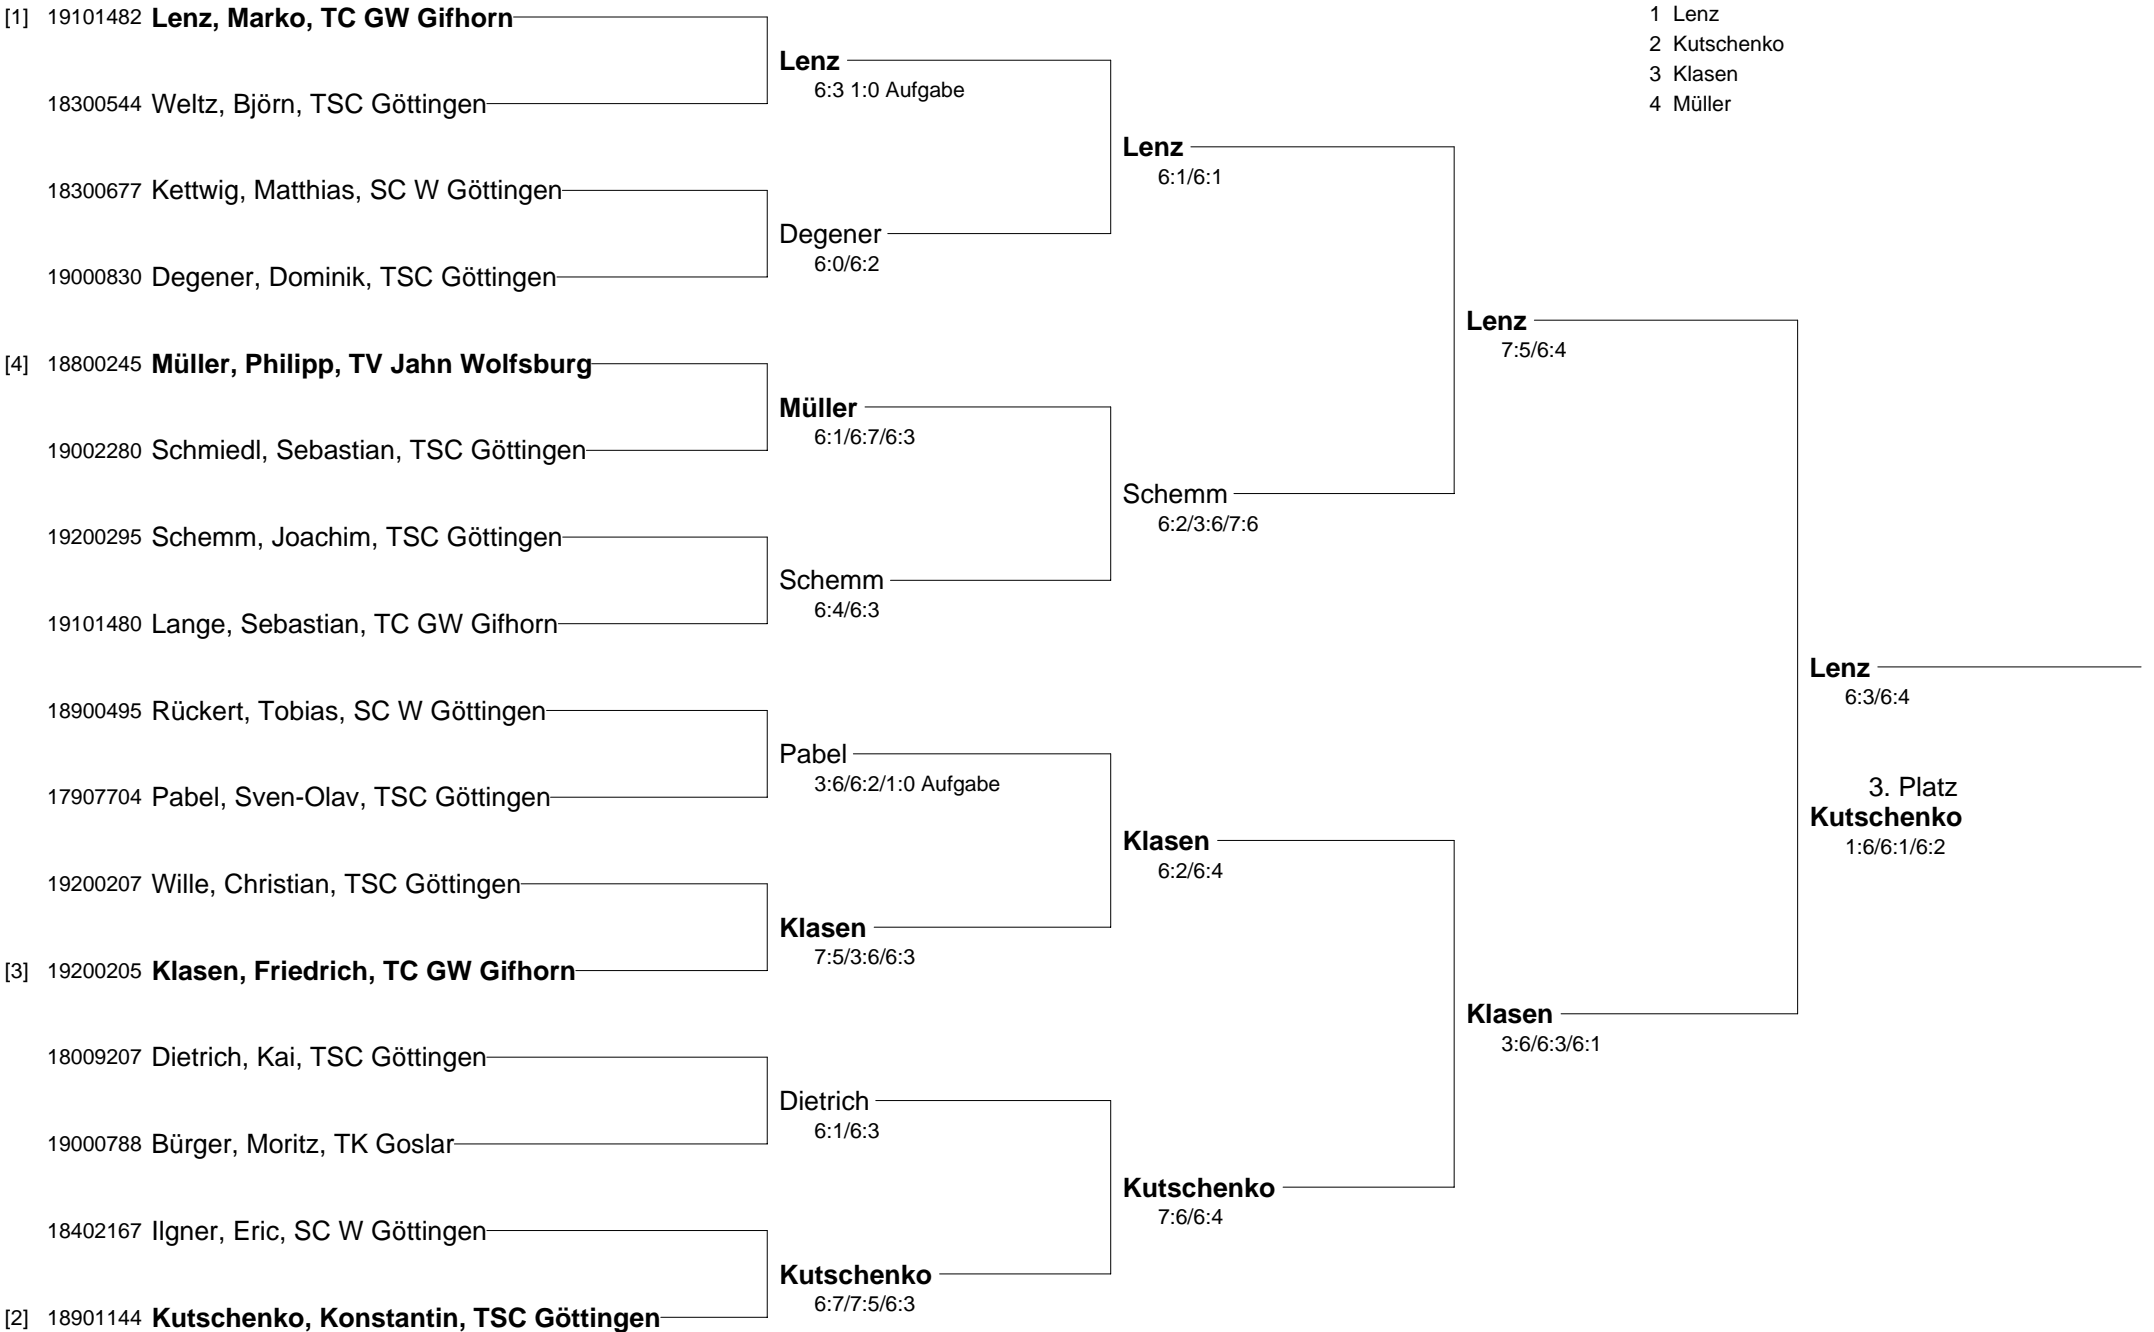 [1] 19101482 Lenz, Marko, TC GW Gifhorn
18300544 Weltz, Björn, TSC Göttingen
18300677 Kettwig, Matthias, SC W Göttingen
19000830 Degener, Dominik, TSC Göttingen
[4] 18800245 Müller, Philipp, TV Jahn Wolfsburg
19002280 Schmiedl, Sebastian, TSC Göttingen
19200295 Schemm, Joachim, TSC Göttingen
19101480 Lange, Sebastian, TC GW Gifhorn
18900495 Rückert, Tobias, SC W Göttingen
17907704 Pabel, Sven-Olav, TSC Göttingen
19200207 Wille, Christian, TSC Göttingen
[3] 19200205 Klasen, Friedrich, TC GW Gifhorn
18009207 Dietrich, Kai, TSC Göttingen
19000788 Bürger, Moritz, TK Goslar
18402167 Ilgner, Eric, SC W Göttingen
[2] 18901144 Kutschenko, Konstantin, TSC Göttingen
Lenz
6:3 1:0 Aufgabe
Degener
6:0/6:2
Müller
6:1/6:7/6:3
Schemm
6:4/6:3
Pabel
3:6/6:2/1:0 Aufgabe
Klasen
7:5/3:6/6:3
Dietrich
6:1/6:3
Kutschenko
6:7/7:5/6:3
Lenz
6:1/6:1
Schemm
6:2/3:6/7:6
Klasen
6:2/6:4
Kutschenko
7:6/6:4
Lenz
7:5/6:4
Klasen
3:6/6:3/6:1
Lenz
6:3/6:4
3. Platz
Kutschenko
1:6/6:1/6:2
1 Lenz
2 Kutschenko
3 Klasen
4 Müller